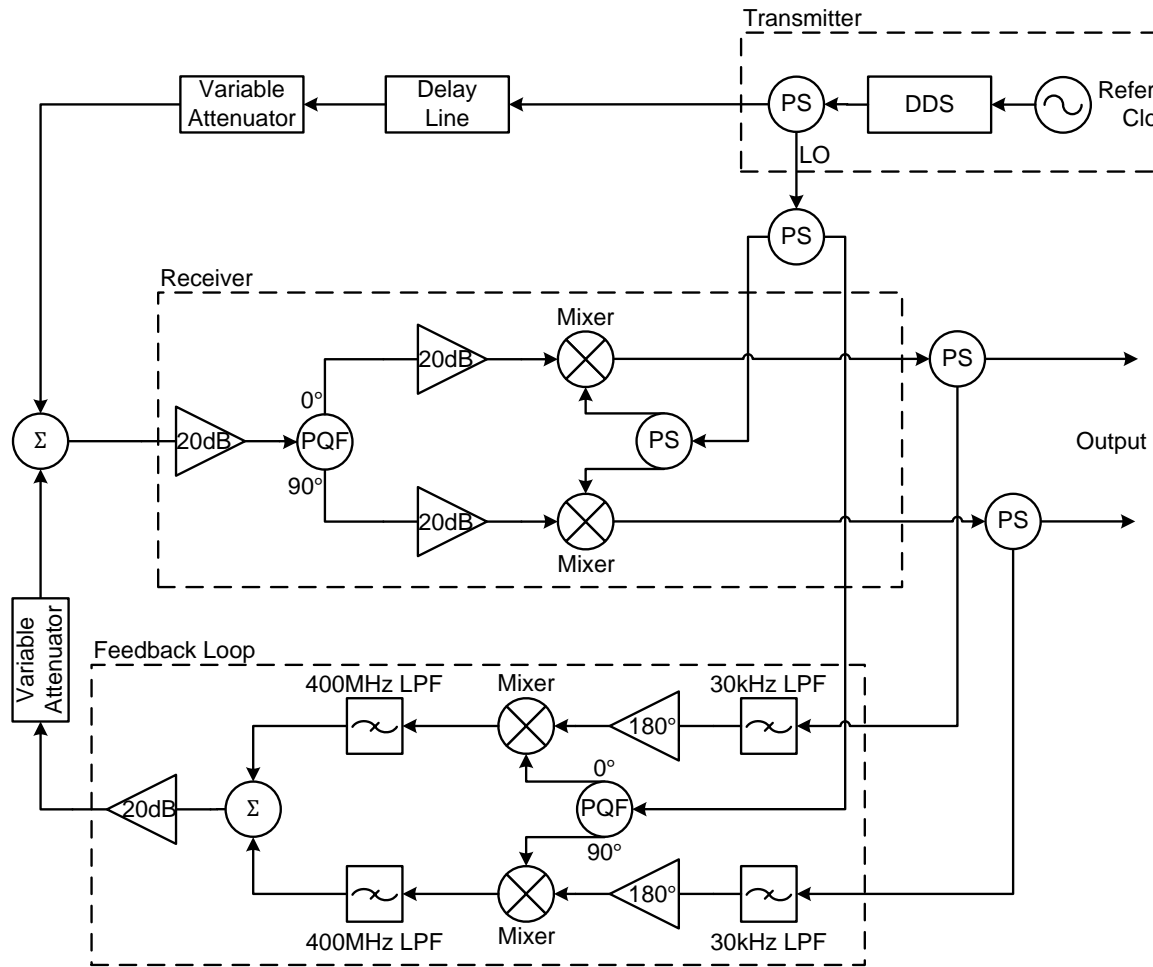 Transmitter
Variable
Attenuator
Delay
Line
PS
DDS
LO
PS
Receiver
Mixer
20dB
PS
0°
20dB
PQF
PS
Σ
Output
90°
20dB
PS
Mixer
Variable
Attenuator
Feedback Loop
400MHz LPF
Mixer
30kHz LPF
180°
0°
20dB
Σ
PQF
90°
180°
400MHz LPF
Mixer
30kHz LPF